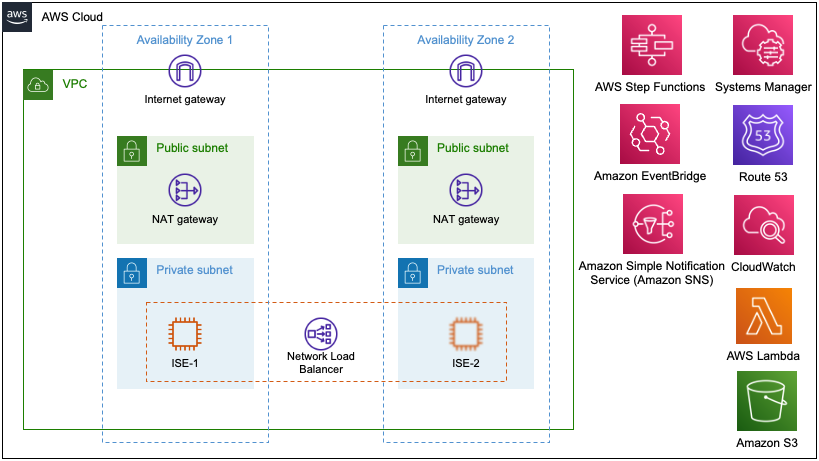 aws
AWS Cloud
Availability Zone 1
Availability Zone 2
VPC
Internet gateway
Internet gateway
Public subnet
Public subnet
NAT gateway
NAT gateway
Private subnet
Private subnet
ISE-1
Network Load
Balancer
ISE-2
AWS Step Functions
Systems Manager
Amazon EventBridge
53
Route 53
Amazon Simple Notification
Service (Amazon SNS)
CloudWatch
AWS Lambda
Amazon S3